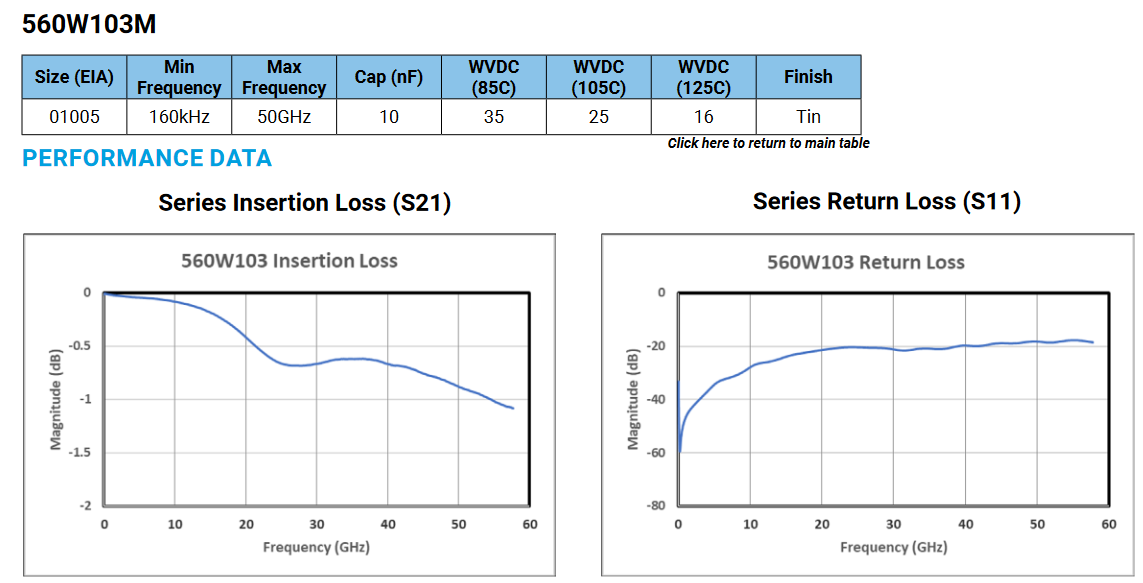 560W103M
Size (EIA) Min Frequency Max Frequency Cap (nF) WVDC (85C) WVDC (105C) WVDC (125C) Finish
01005 160kHz 50GHz 10 35 25 16 Tin
Click here to return to main table
PERFORMANCE DATA
Series Insertion Loss (S21)
560W103 Insertion Loss
Magnitude (dB)
0
-0.5
-1
-1.5
-2
0 10 20 30 40 50 60
Frequency (GHz)
Series Return Loss (S11)
560W103 Return Loss
Magnitude (dB)
0
-20
-40
-60
-80
0 10 20 30 40 50 60
Frequency (GHz)